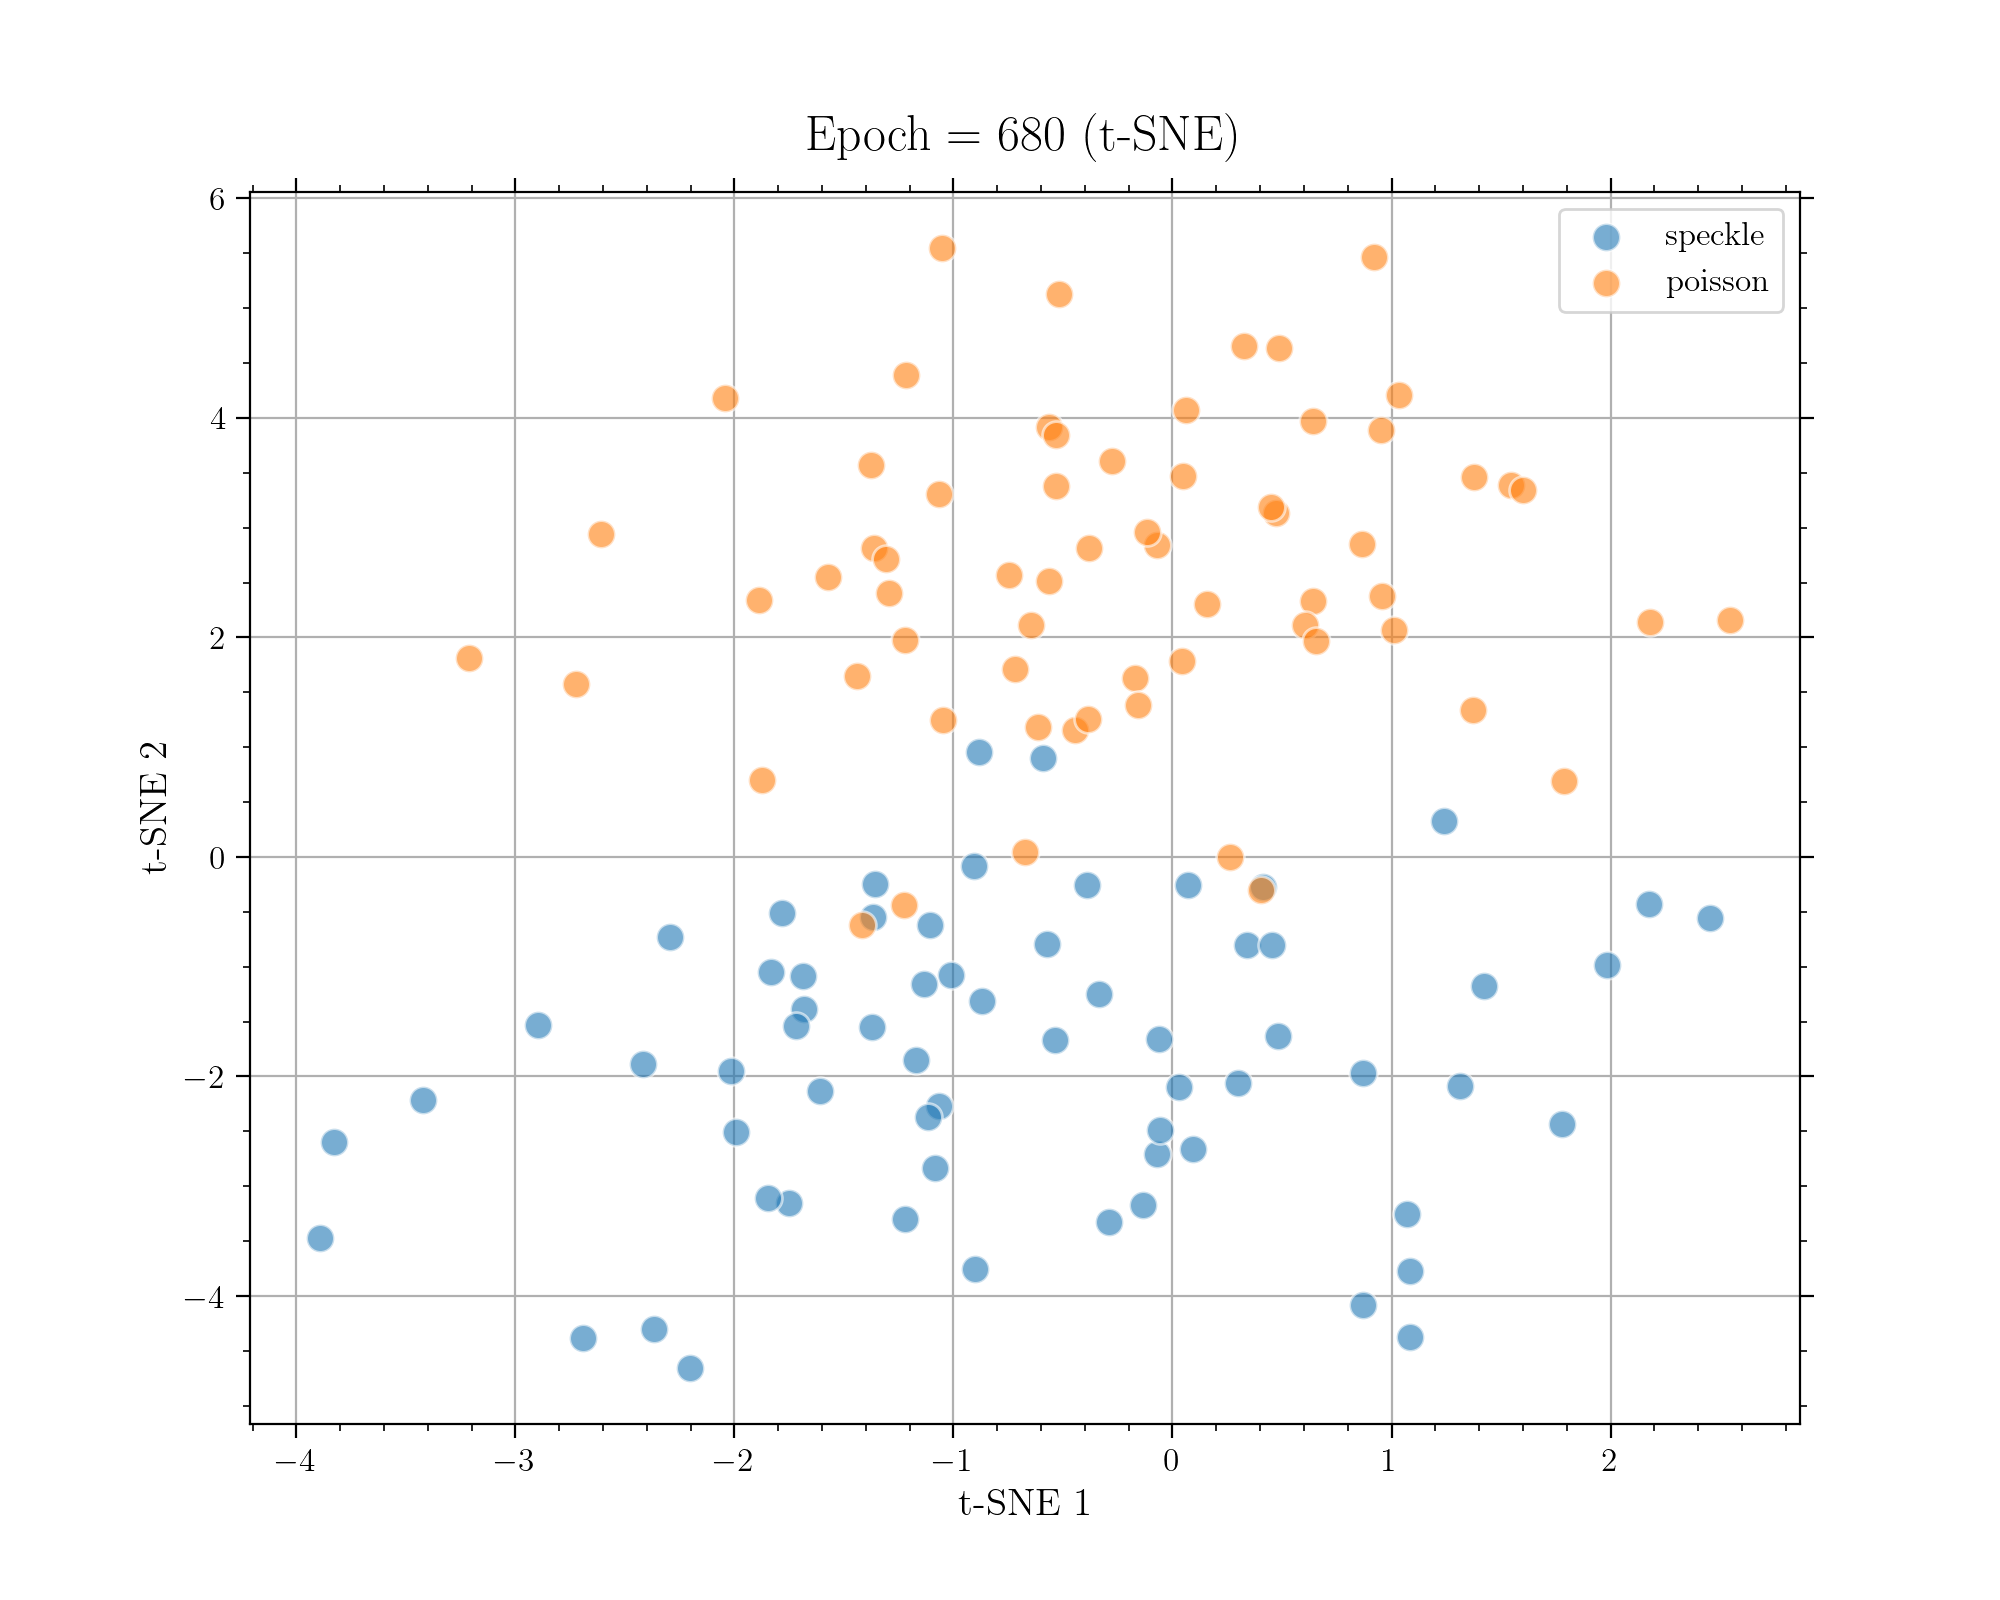 Epoch = 680 (t-SNE)
speckle
poisson
6
4
2
0
−2
−4
t-SNE 2
−4 −3 −2 −1 0 1 2
t-SNE 1